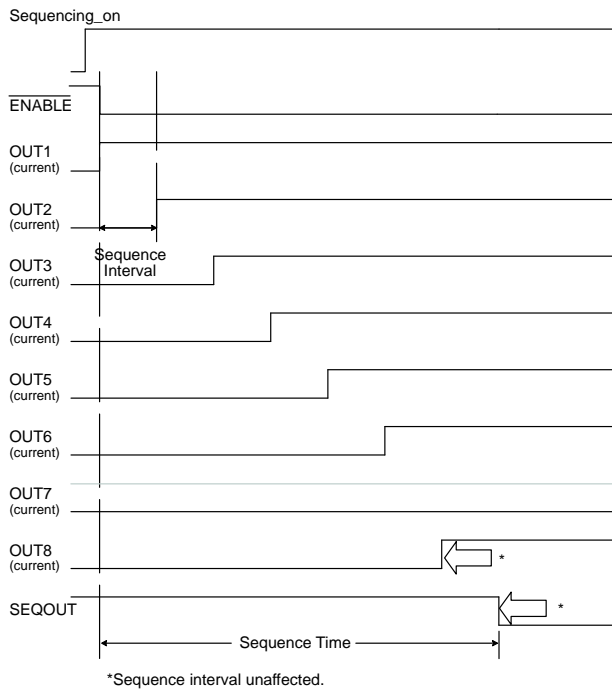 Sequencing_on
ENABLE
OUT1
(current)
OUT2
(current)
Sequence
Interval
OUT3
(current)
OUT4
(current)
OUT5
(current)
OUT6
(current)
OUT7
(current)
OUT8
(current)
*
SEQOUT
*
Sequence Time
*Sequence interval unaffected.